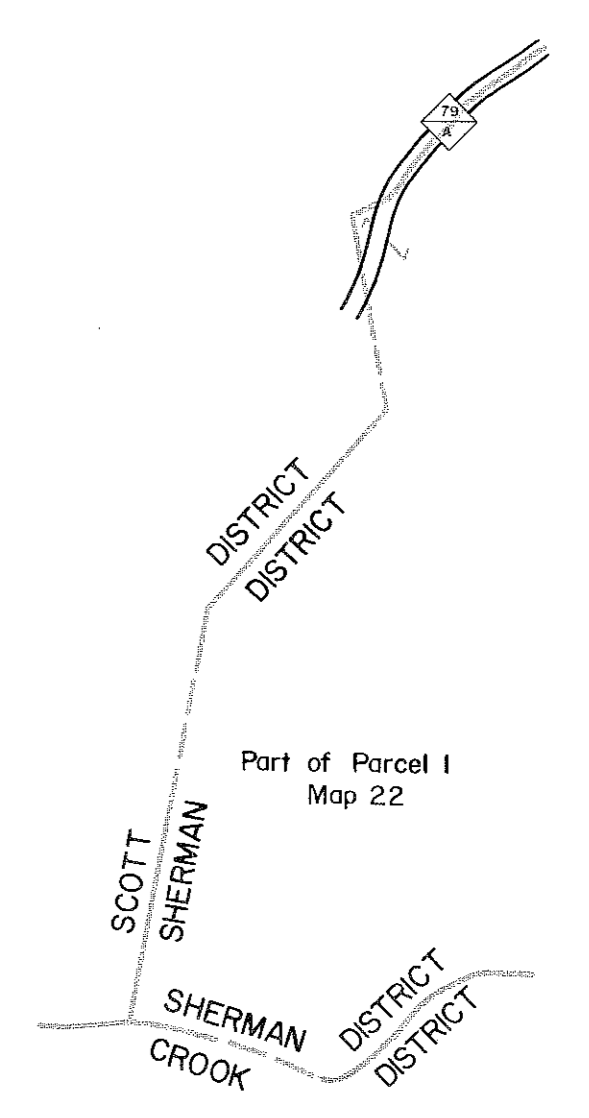 79
A
DISTRICT
DISTRICT
Part of Parcel 1
Map 22
SCOTT
SHERMAN
SHERMAN
CROOK
DISTRICT
DISTRICT